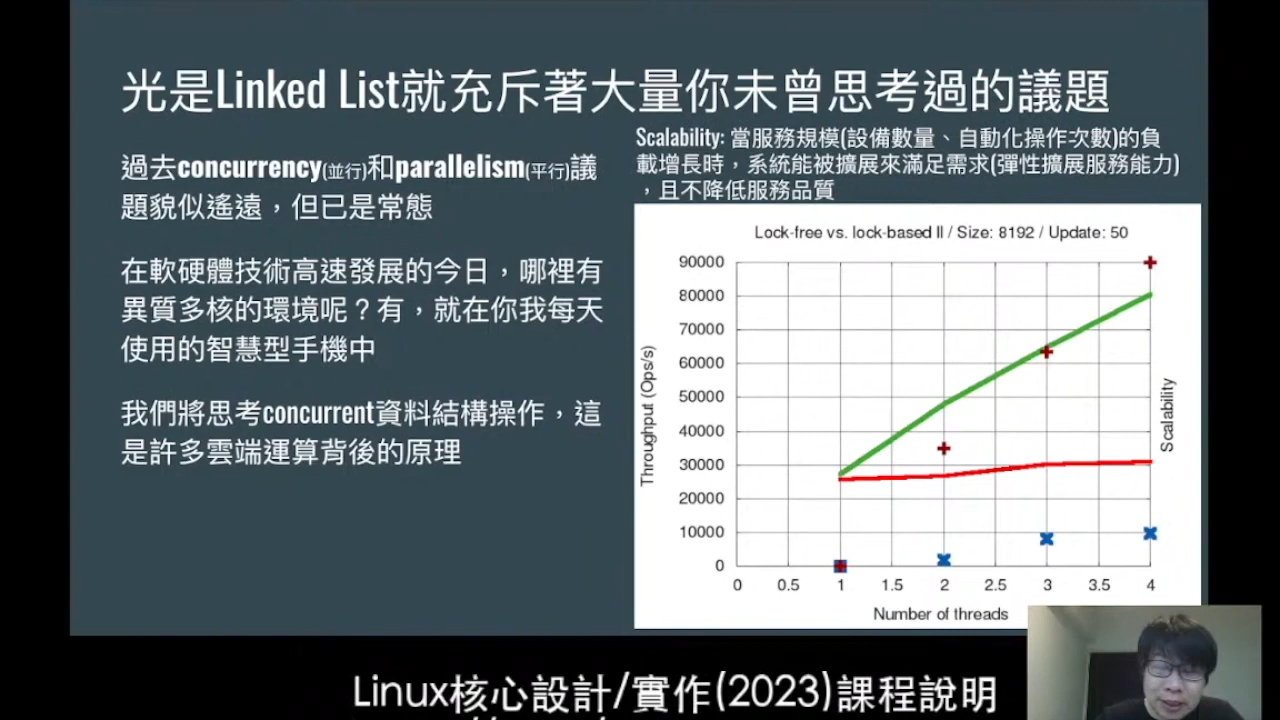 光是Linked List就充斥著大量你未曾思考過的議題
過去concurrency(並行)和parallelism(平行)議
題貌似遙遠，但已是常態
在軟硬體技術高速發展的今日，哪裡有
異質多核的環境呢？有，就在你我每天
使用的智慧型手機中
我們將思考concurrent資料結構操作，這
是許多雲端運算背後的原理
Scalability: 當服務規模(設備數量、自動化操作次數)的負
載增長時，系統能被擴展來滿足需求(彈性擴展服務能力)
，且不降低服務品質
Lock-free vs. lock-based II / Size: 8192 / Update: 50
90000
80000
70000
60000
50000
40000
30000
20000
10000
0
Throughput (Ops/s)
Scalability
0 0.5 1 1.5 2 2.5 3 3.5 4
Number of threads
Linux核心設計/實作(2023)課程說明